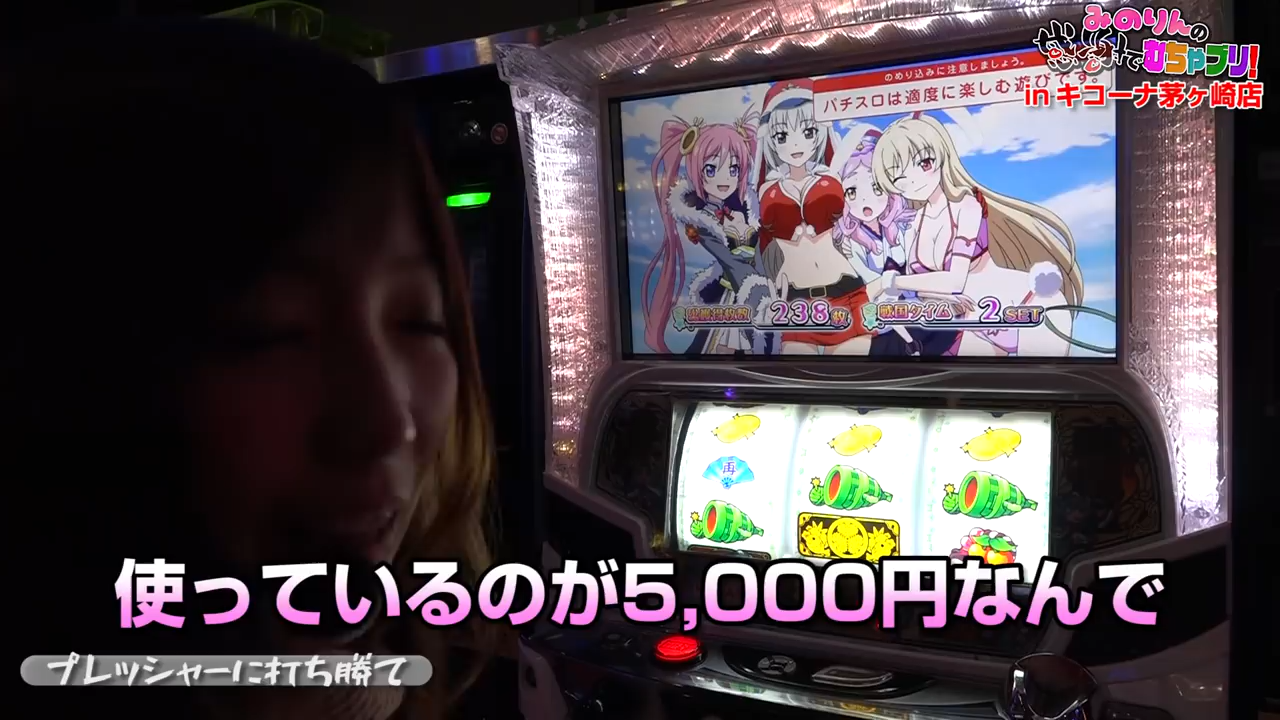 みのりんの
むちゃブリ!
in キコーナ茅ヶ崎店
のめり込みに注意しましょう。
パチスロは適度に楽しむ遊びです。
238枚
戦国タイム 2 SET
再
使っているのが5,000円なんで
プレッシャーに打ち勝て